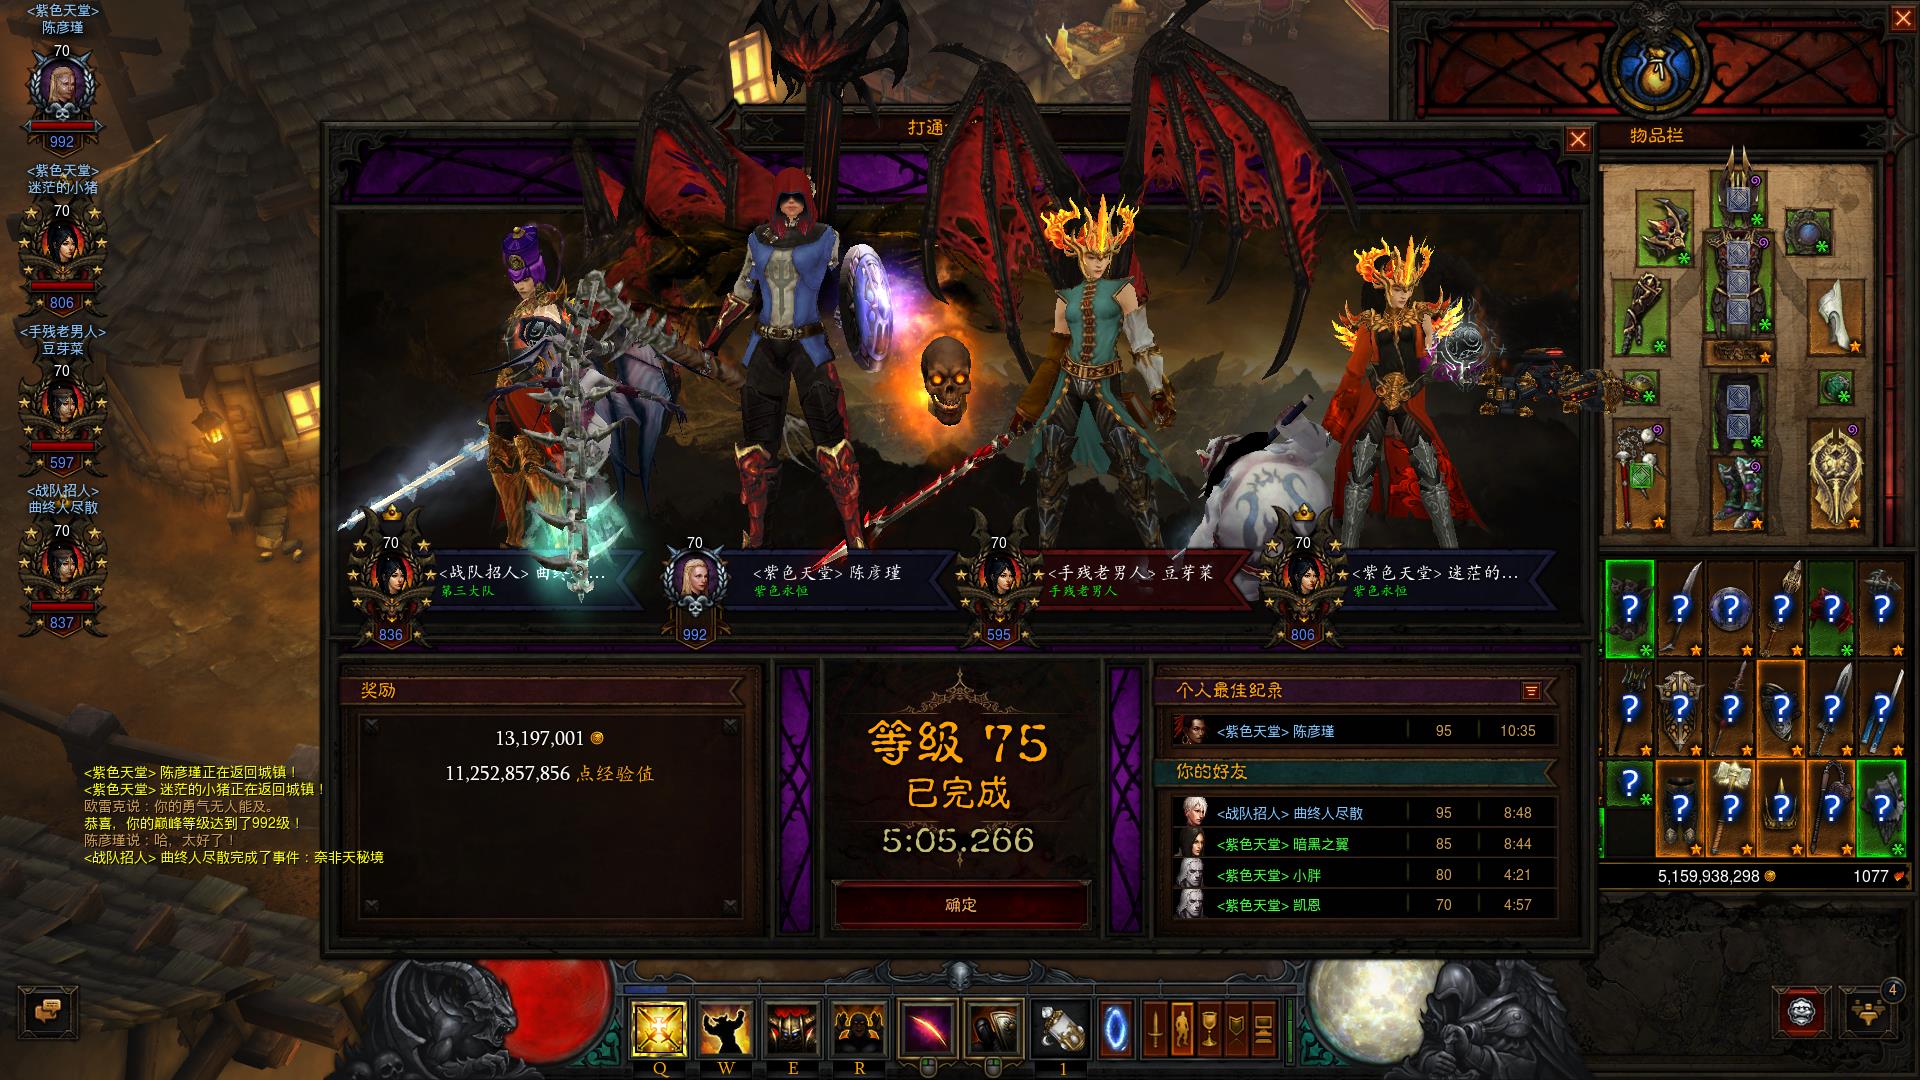 <紫色天堂>
陈彦瑾
70
992
<紫色天堂>
迷茫的小猪
70
806
<手残老男人>
豆芽菜
70
597
<战队招人>
曲终人尽散
70
837
打通
物品栏
70
<战队招人> 曲终...
第三大队
836
70
<紫色天堂> 陈彦瑾
紫色永恒
992
70
<手残老男人> 豆芽菜
手残老男人
595
70
<紫色天堂> 迷茫的...
紫色永恒
806
奖励
13,197,001
11,252,857,856 点经验值
等级 75
已完成
5:05.266
确定
个人最佳纪录
<紫色天堂> 陈彦瑾 95 10:35
你的好友
<战队招人> 曲终人尽散 95 8:48
<紫色天堂> 暗黑之翼 85 8:44
<紫色天堂> 小胖 80 4:21
<紫色天堂> 凯恩 70 4:57
<紫色天堂> 陈彦瑾正在返回城镇！
<紫色天堂> 迷茫的小猪正在返回城镇！
欧雷克说：你的勇气无人能及。
恭喜，你的巅峰等级达到了992级！
陈彦瑾说：哈，太好了！
<战队招人> 曲终人尽散完成了事件：奈非天秘境
? ? ? ? ? ?
? ? ? ? ? ?
? ? ? ? ? ?
5,159,938,298
1077
Q W E R 1
4